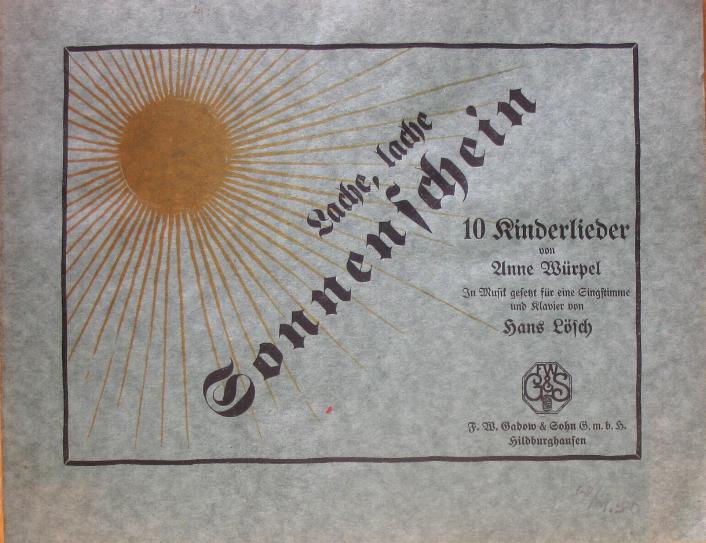 Lache, lache
Sonnenschein
10 Kinderlieder
von
Anne Würpel
In Musik gesetzt für eine Singstimme
und Klavier von
Hans Lösch
FW
G&S
F. W. Gadow & Sohn G. m. b. H.
Hildburghausen